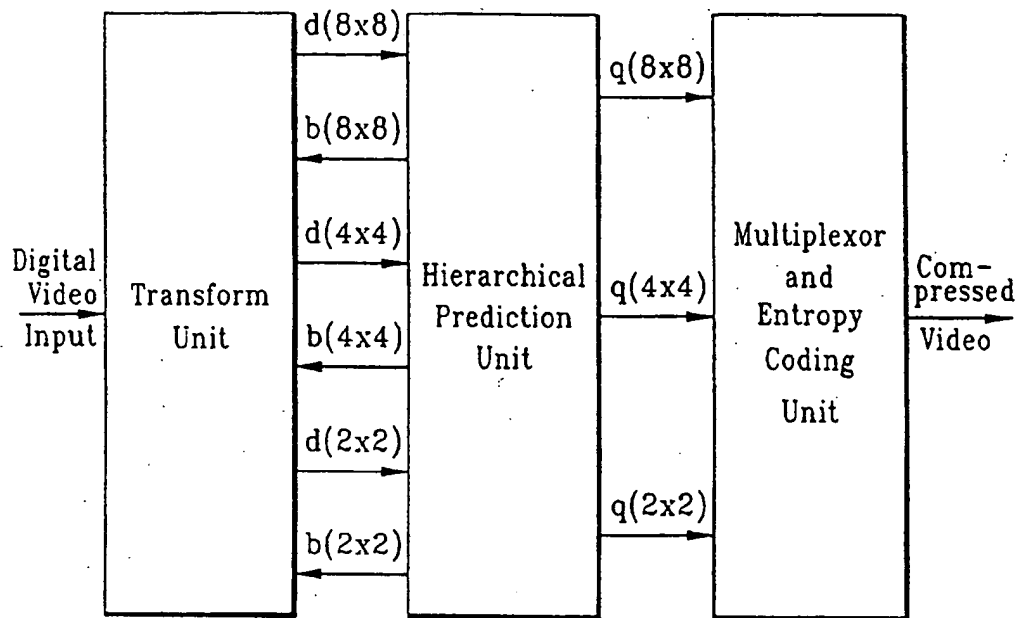 Digital
Video
Input
Transform
Unit
d(8x8)
b(8x8)
d(4x4)
b(4x4)
d(2x2)
b(2x2)
Hierarchical
Prediction
Unit
q(8x8)
q(4x4)
q(2x2)
Multiplexor
and
Entropy
Coding
Unit
Com-
pressed
Video